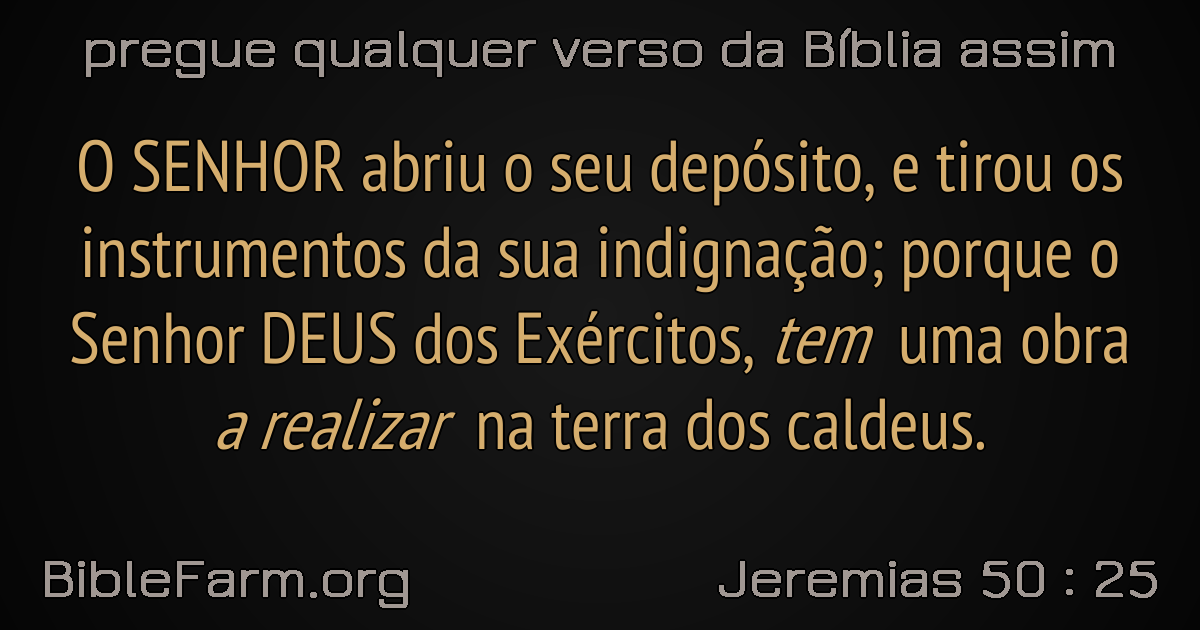 pregue qualquer verso da Bíblia assim
O SENHOR abriu o seu depósito, e tirou os
instrumentos da sua indignação; porque o
Senhor DEUS dos Exércitos, tem uma obra
a realizar na terra dos caldeus.
BibleFarm.org
Jeremias 50 : 25